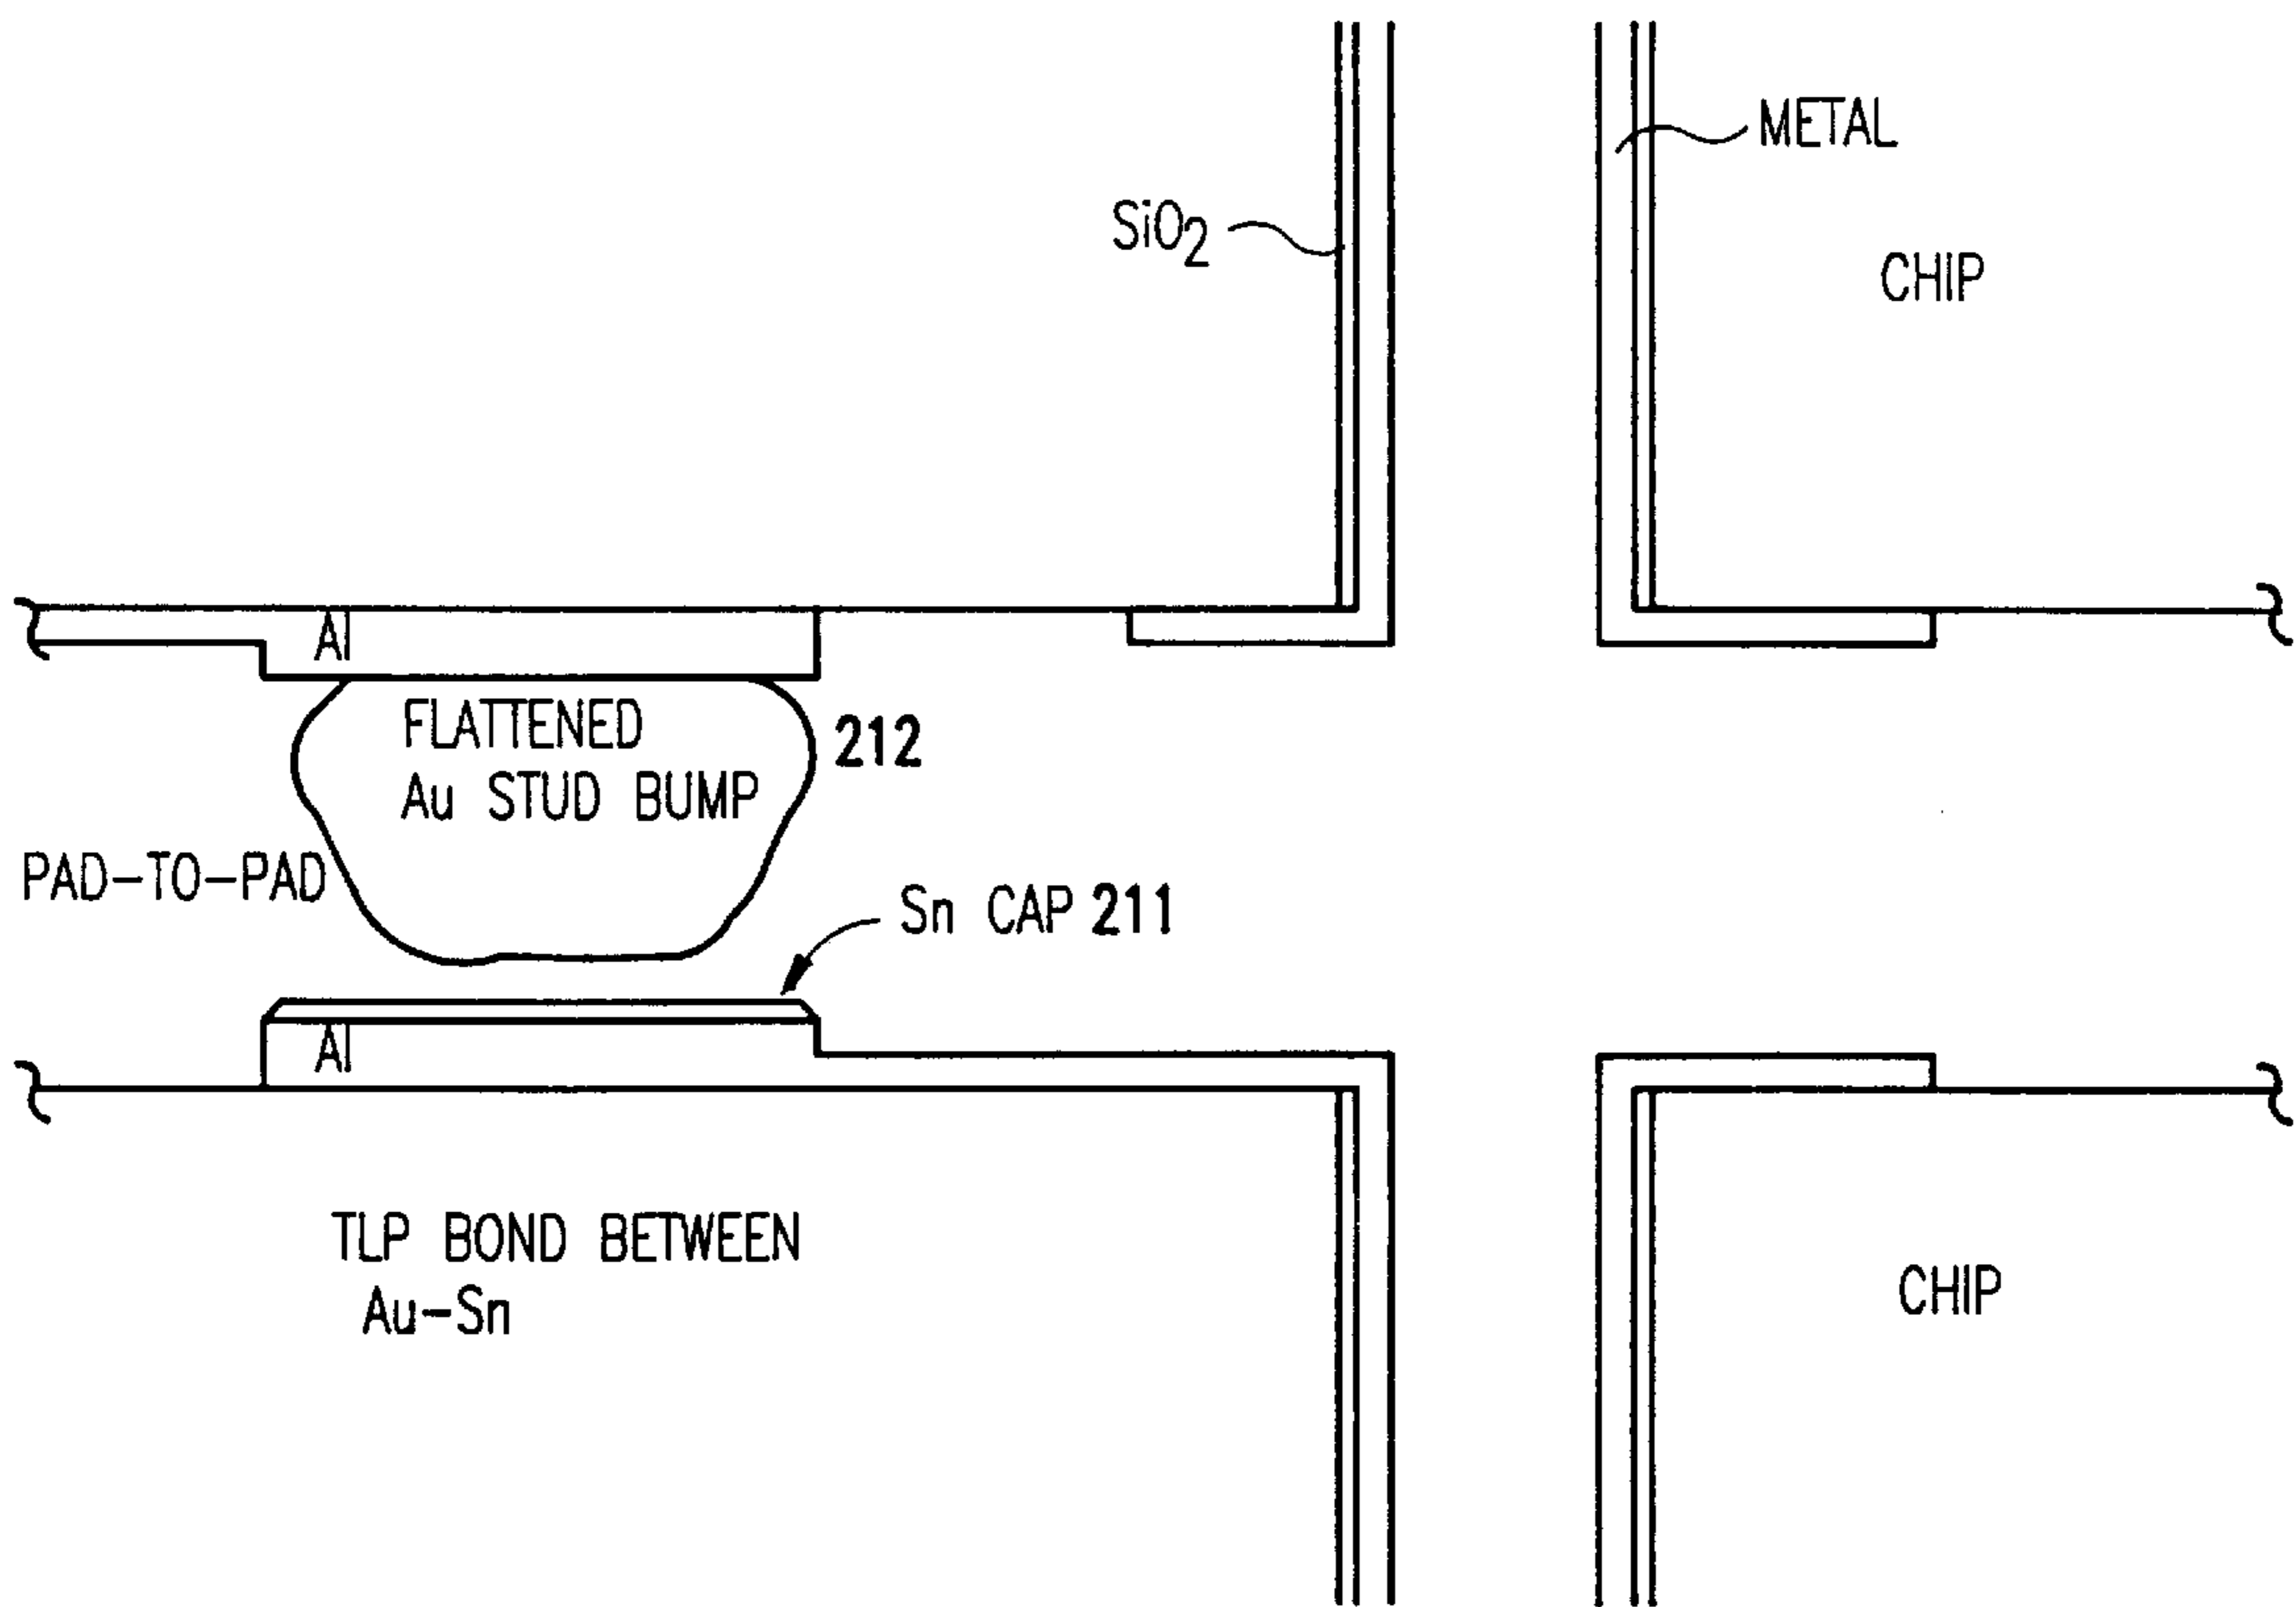 METAL
SiO2
CHIP
Al
FLATTENED
Au STUD BUMP
212
PAD-TO-PAD
Sn CAP 211
Al
TLP BOND BETWEEN
Au-Sn
CHIP